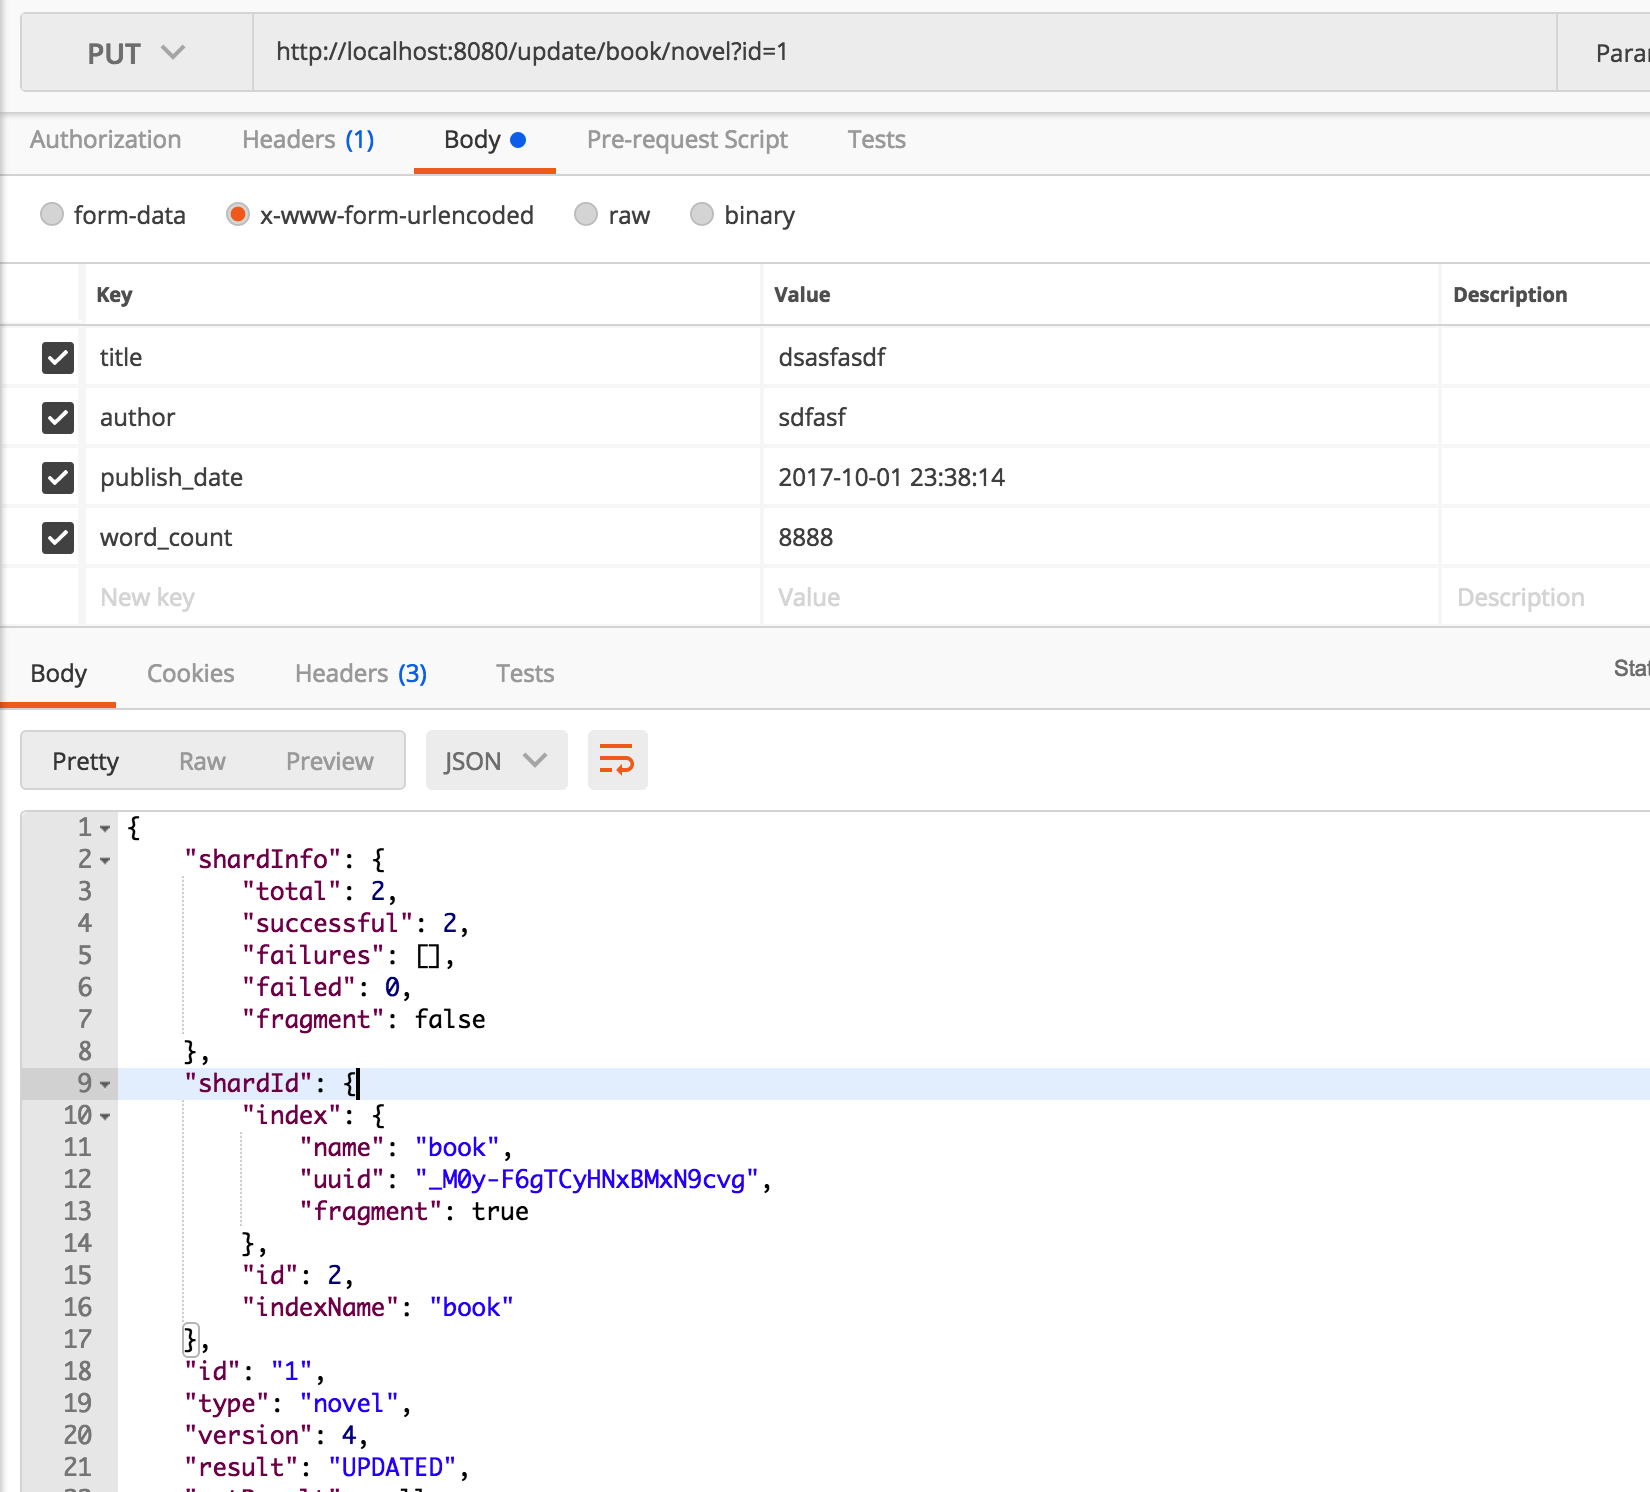 PUT http://localhost:8080/update/book/novel?id=1 Para
Authorization Headers (1) Body Pre-request Script Tests
form-data x-www-form-urlencoded raw binary
Key Value Description
title dsasfasdf
author sdfasf
publish_date 2017-10-01 23:38:14
word_count 8888
New key Value Description
Body Cookies Headers (3) Tests Sta
Pretty Raw Preview JSON
1 {
2 "shardInfo": {
3 "total": 2,
4 "successful": 2,
5 "failures": [],
6 "failed": 0,
7 "fragment": false
8 },
9 "shardId": {
10 "index": {
11 "name": "book",
12 "uuid": "_M0y-F6gTCyHNxBMxN9cvg",
13 "fragment": true
14 },
15 "id": 2,
16 "indexName": "book"
17 },
18 "id": "1",
19 "type": "novel",
20 "version": 4,
21 "result": "UPDATED",